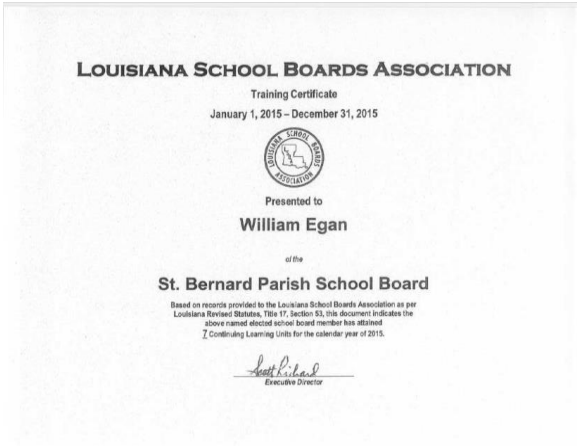 LOUISIANA SCHOOL BOARDS ASSOCIATION
Training Certificate
January 1, 2015 – December 31, 2015
LOUISIANA SCHOOL BOARDS
ASSOCIATION
Presented to
William Egan
of the
St. Bernard Parish School Board
Based on records provided to the Louisiana School Boards Association as per
Louisiana Revised Statutes, Title 17, Section 53, this document indicates the
above named elected school board member has attained
7 Continuing Learning Units for the calendar year of 2015.
Scott Richard
Executive Director